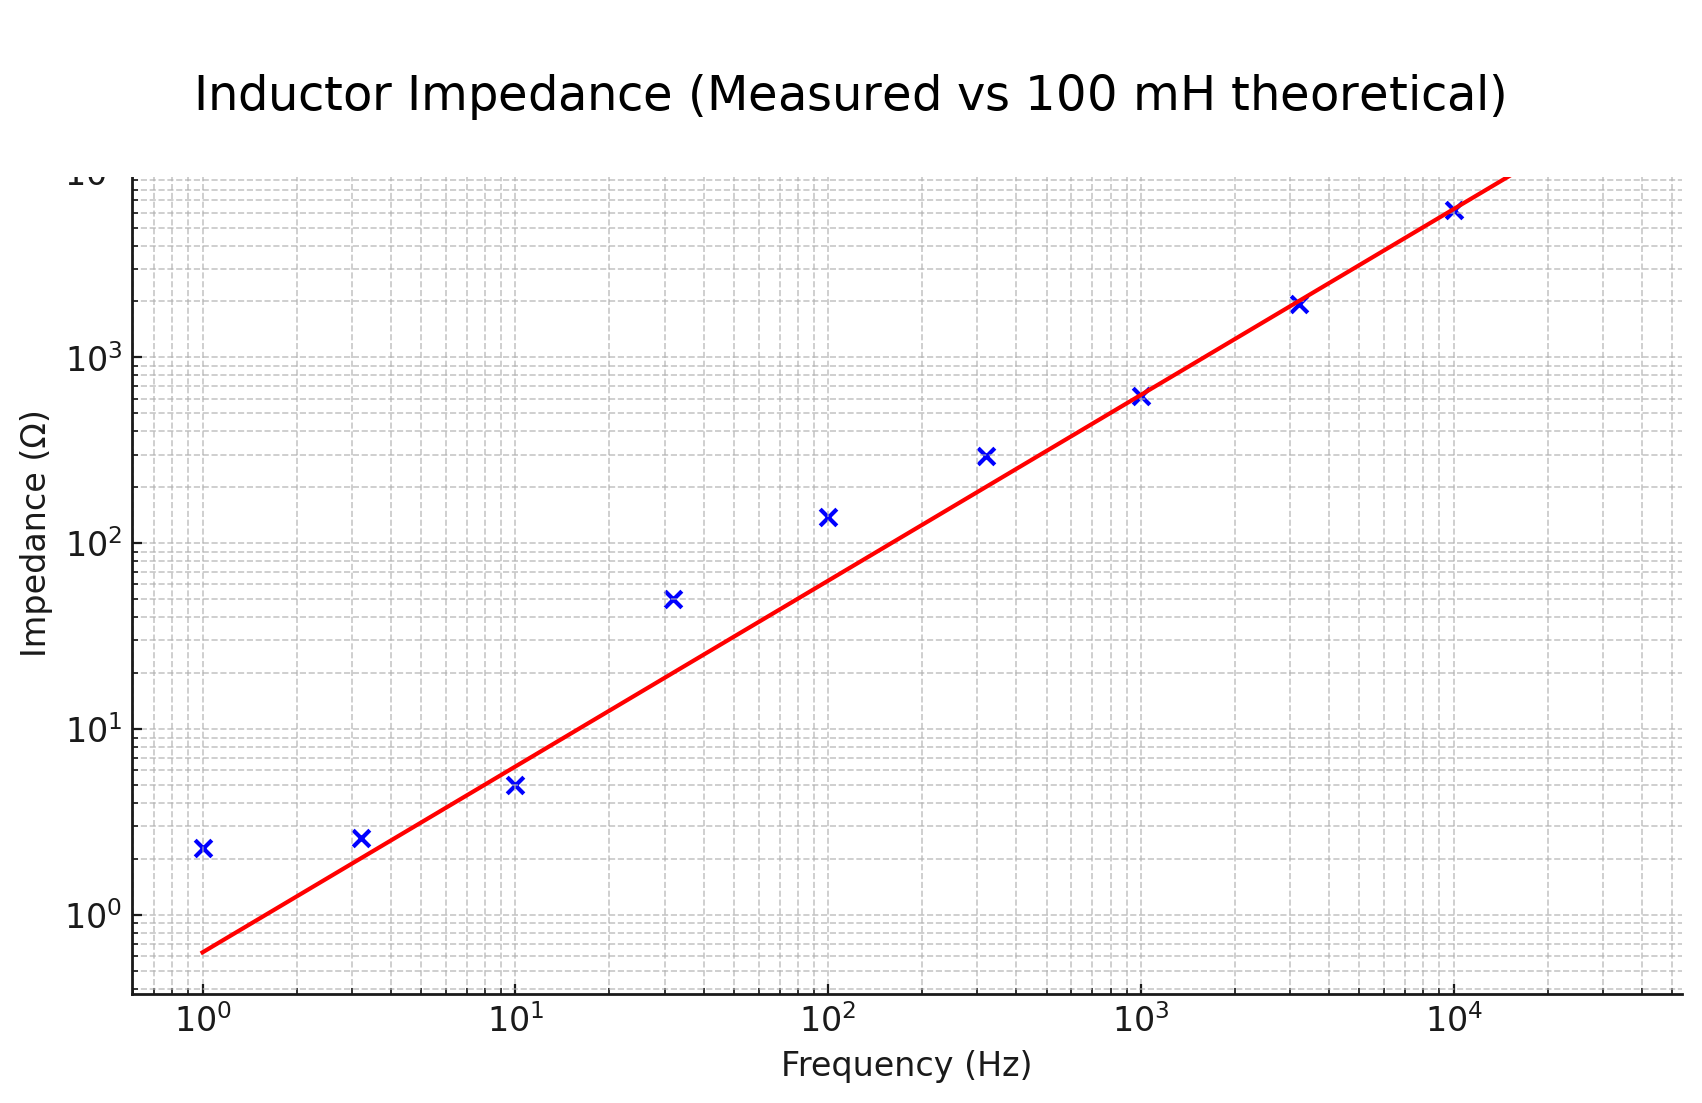 Inductor Impedance (Measured vs 100 mH theoretical)
10³
10²
10¹
10⁰
Impedance (Ω)
10⁰ 10¹ 10² 10³ 10⁴
Frequency (Hz)